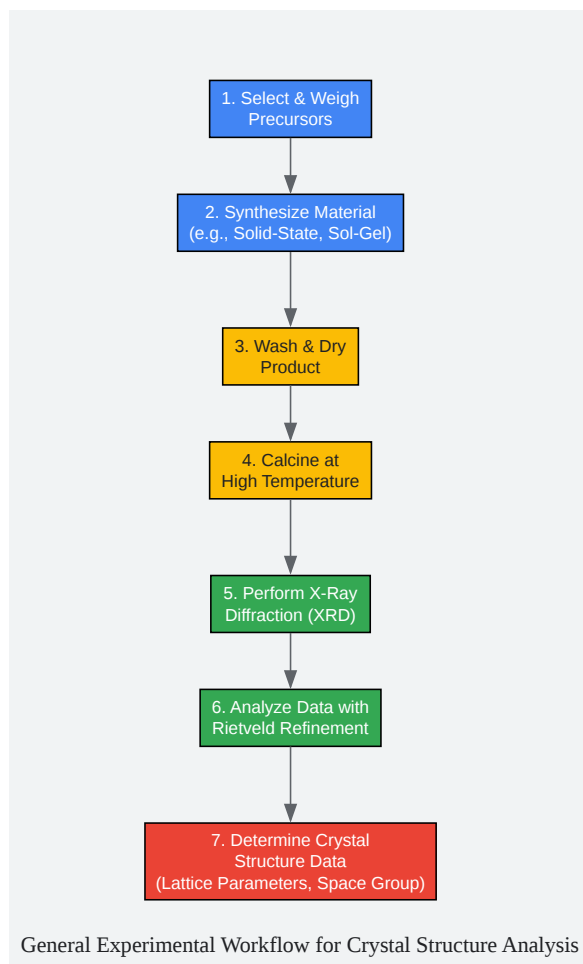 1. Select & Weigh
Precursors
2. Synthesize Material
(e.g., Solid-State, Sol-Gel)
3. Wash & Dry
Product
4. Calcine at
High Temperature
5. Perform X-Ray
Diffraction (XRD)
6. Analyze Data with
Rietveld Refinement
7. Determine Crystal
Structure Data
(Lattice Parameters, Space Group)
General Experimental Workflow for Crystal Structure Analysis